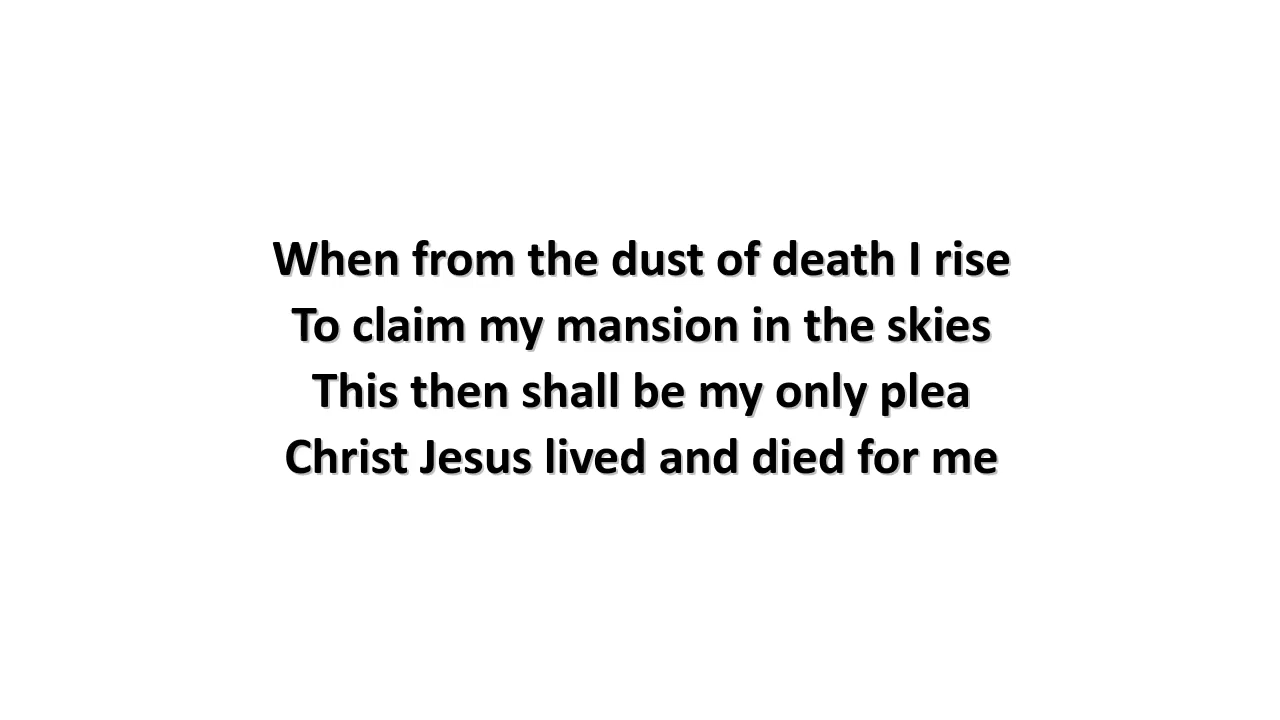 When from the dust of death I rise
To claim my mansion in the skies
This then shall be my only plea
Christ Jesus lived and died for me